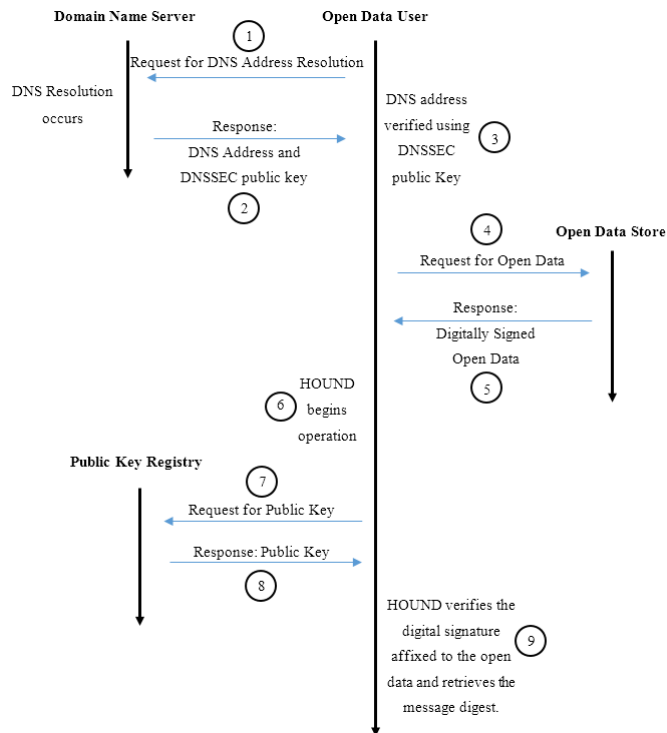 Domain Name Server
Open Data User
1
Request for DNS Address Resolution
DNS Resolution
occurs
DNS address
verified using
DNSSEC
public Key
3
Response:
DNS Address and
DNSSEC public key
2
4
Open Data Store
Request for Open Data
Response:
Digitally Signed
Open Data
5
6
HOUND
begins
operation
Public Key Registry
7
Request for Public Key
Response: Public Key
8
HOUND verifies the
digital signature
affixed to the open
data and retrieves the
message digest.
9